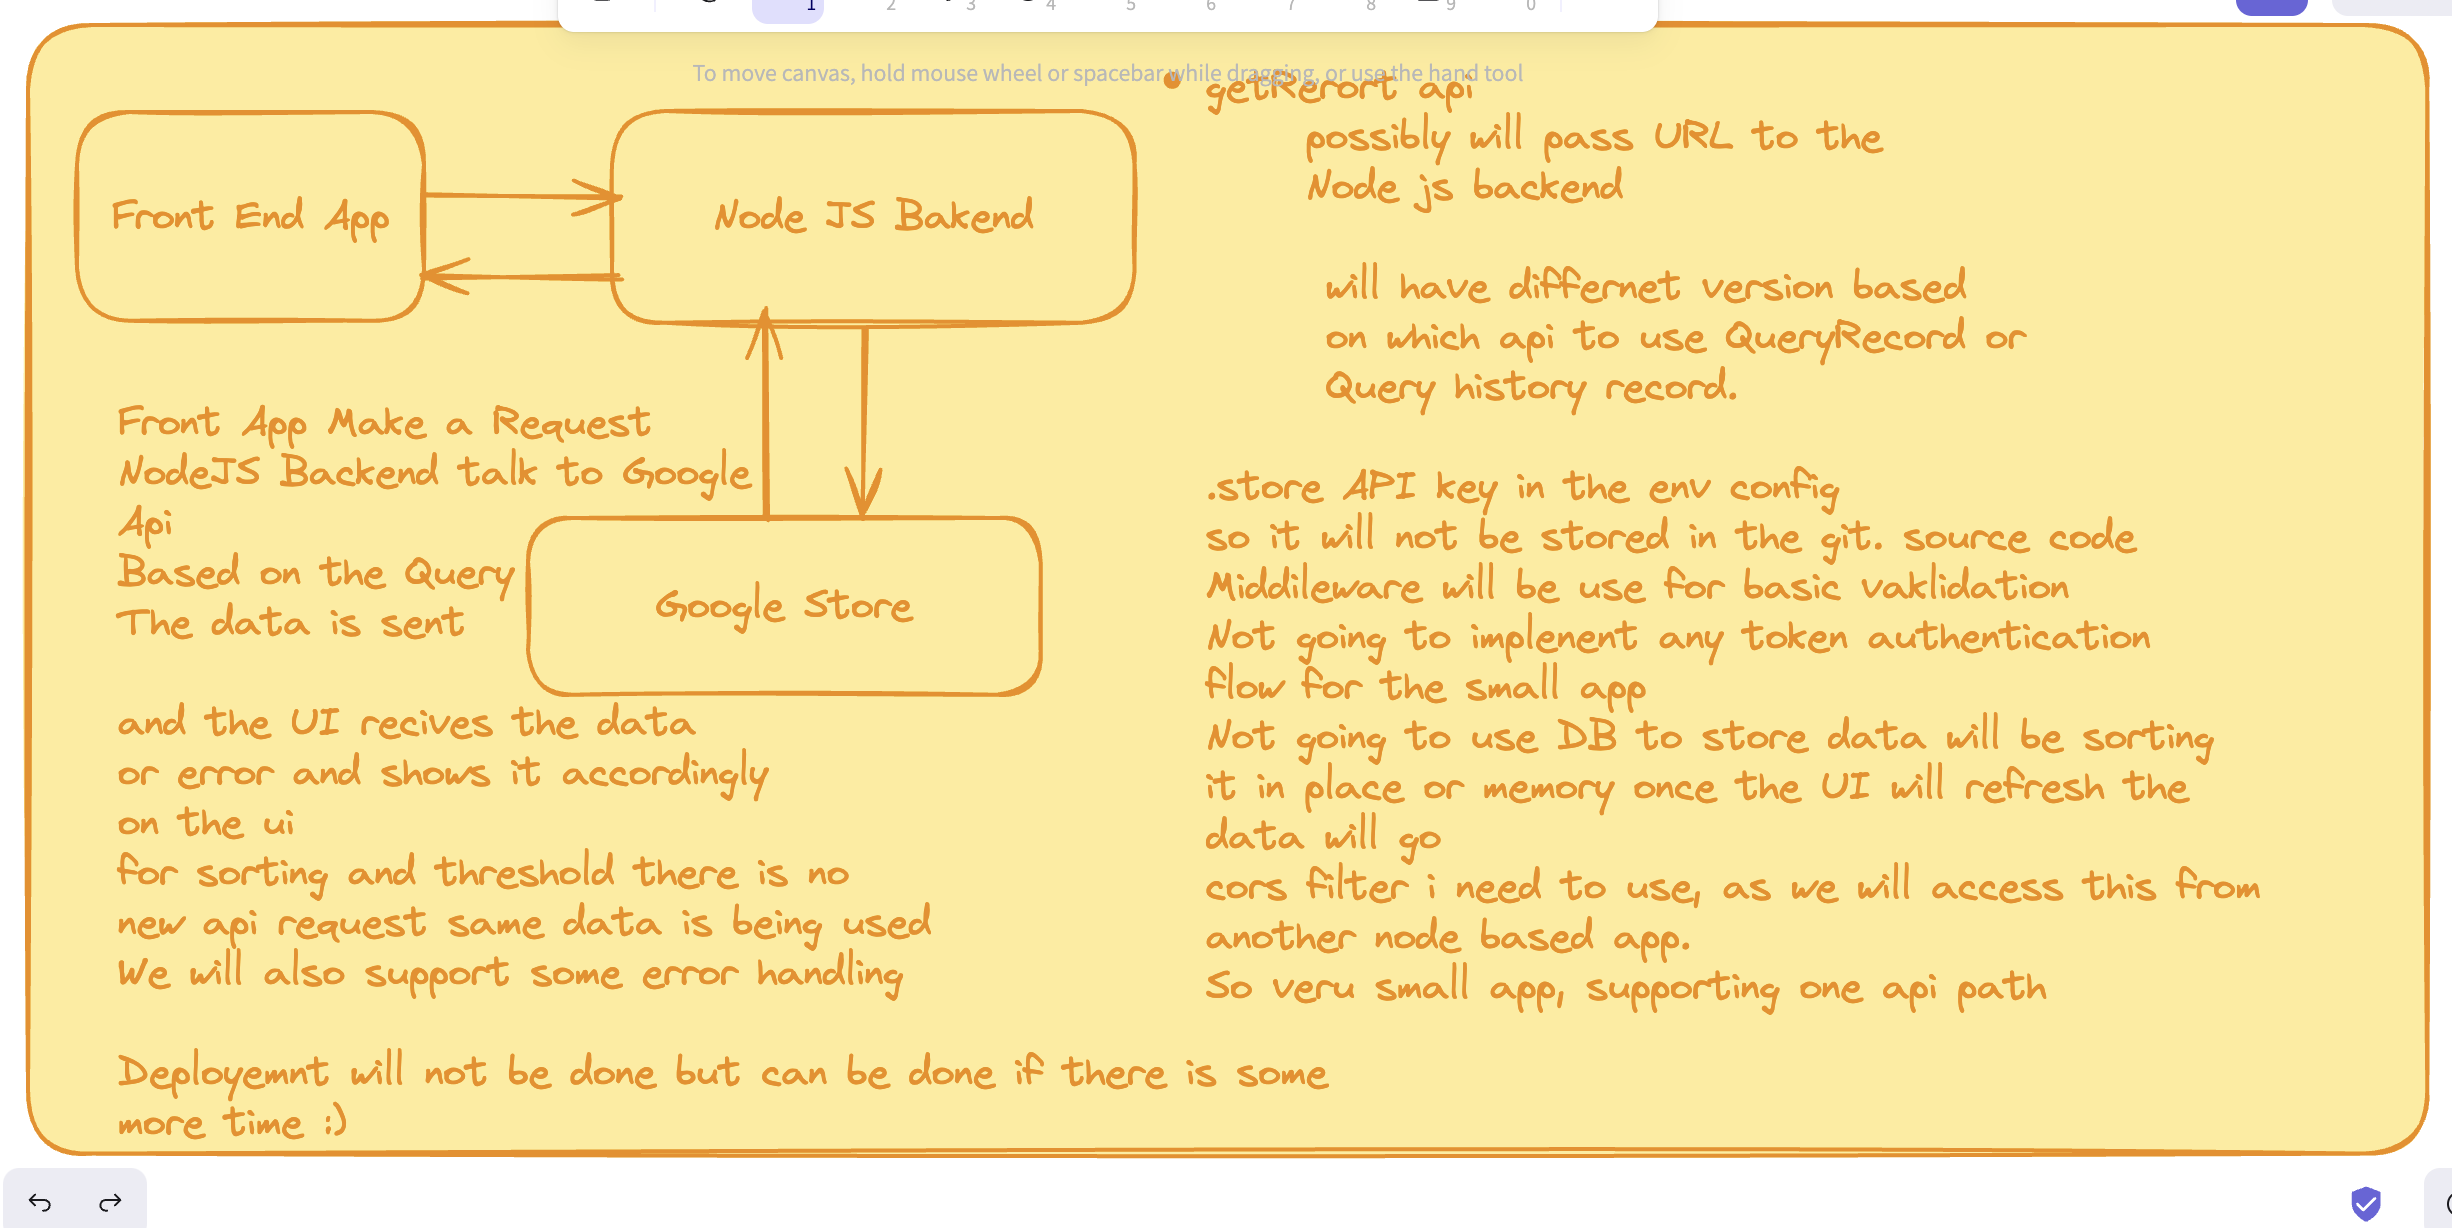 1 2 3 4 5 6 7 8 9 0
To move canvas, hold mouse wheel or spacebar while dragging, or use the hand tool
Front End App
Node JS Bakend
Google Store
Front App Make a Request
NodeJS Backend talk to Google
Api
Based on the Query
The data is sent
and the UI recives the data
or error and shows it accordingly
on the ui
for sorting and threshold there is no
new api request same data is being used
We will also support some error handling
Deployemnt will not be done but can be done if there is some
more time :)
getRerort api
possibly will pass URL to the
Node js backend
will have differnet version based
on which api to use QueryRecord or
Query history record.
.store API key in the env config
so it will not be stored in the git. source code
Middileware will be use for basic vaklidation
Not going to implenent any token authentication
flow for the small app
Not going to use DB to store data will be sorting
it in place or memory once the UI will refresh the
data will go
cors filter i need to use, as we will access this from
another node based app.
So veru small app, supporting one api path